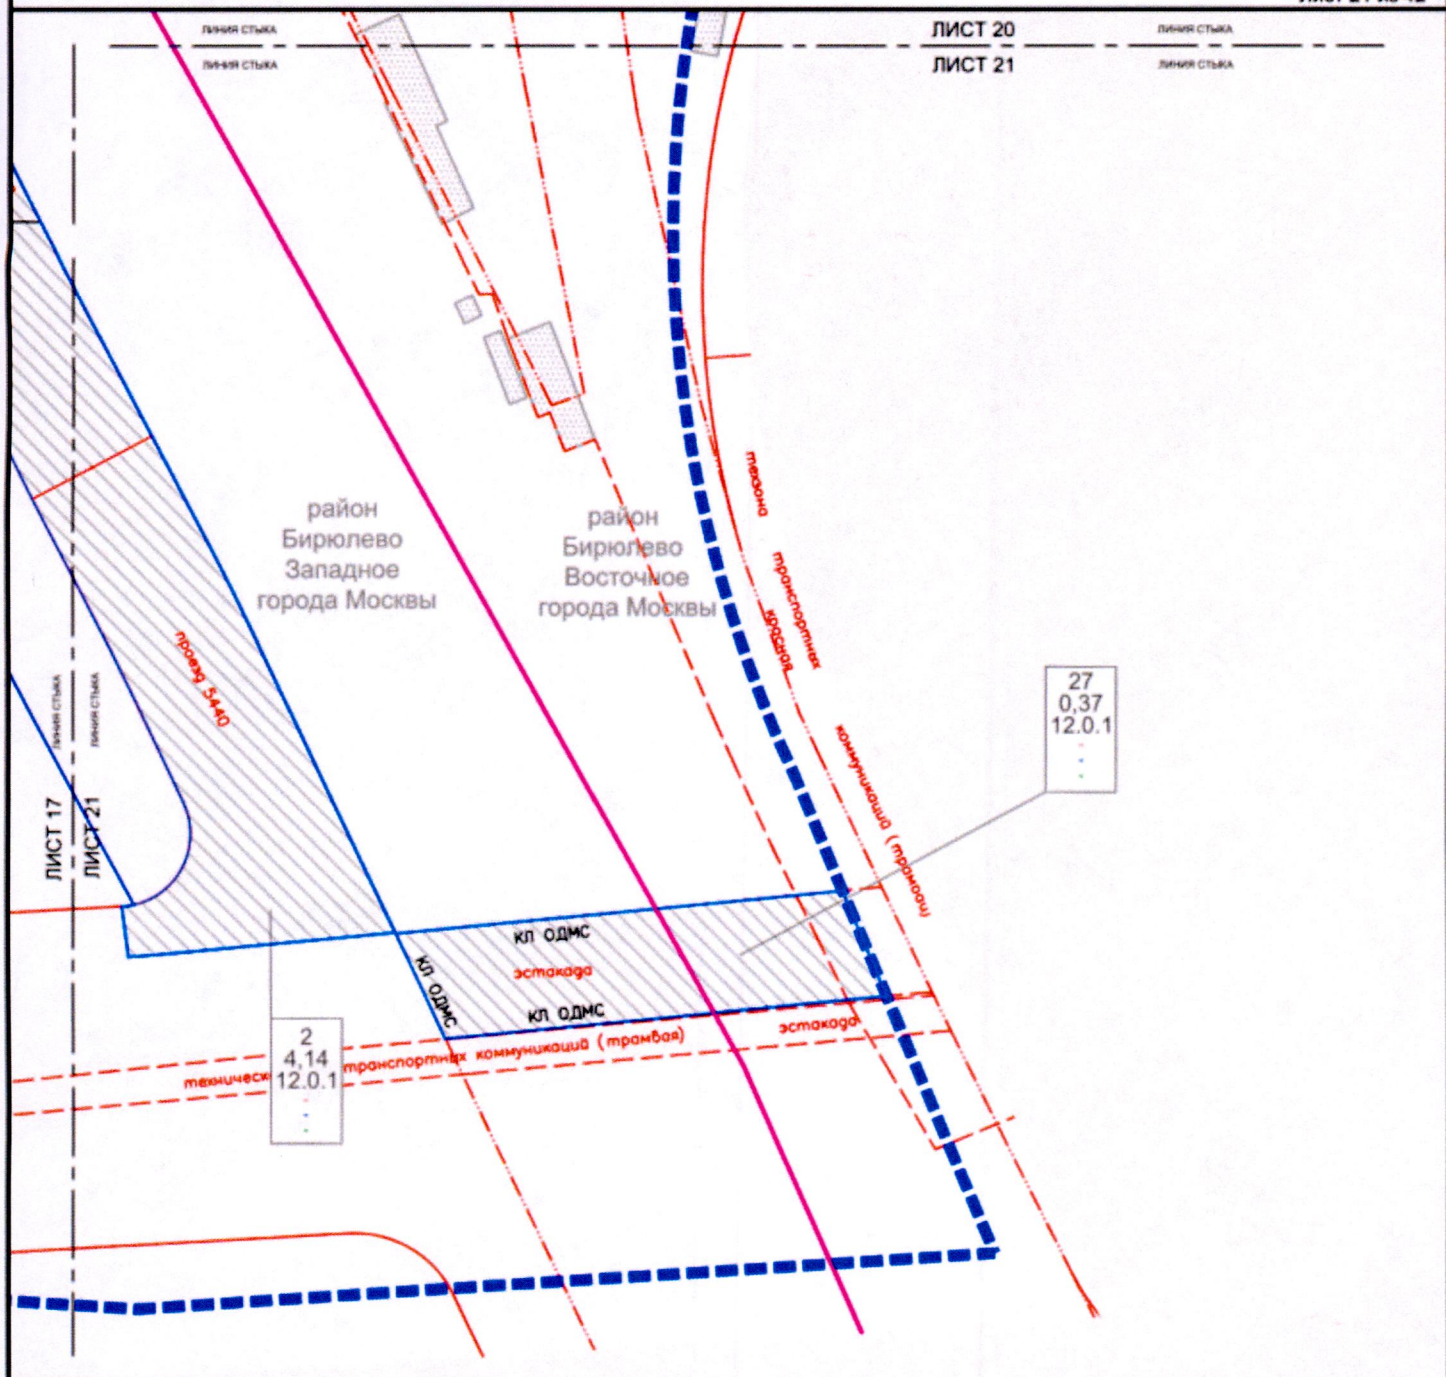 ЛИНИЯ СТЫКА
ЛИСТ 20
ЛИНИЯ СТЫКА
ЛИНИЯ СТЫКА
ЛИСТ 21
ЛИНИЯ СТЫКА
техзона
район
Бирюлево
Западное
города Москвы
район
Бирюлево
Восточное
города Москвы
транспортных
красная
проезд 5440
27
0,37
12.0.1
ЛИНИЯ СТЫКА
ЛИНИЯ СТЫКА
ЛИСТ 17
ЛИСТ 21
коммуникаций (трамвай)
КЛ ОДМС
эстакада
КЛ ОДМС
КЛ ОДМС
эстакада
2
4,14
12.0.1
техническ
транспортных коммуникаций (трамвая)